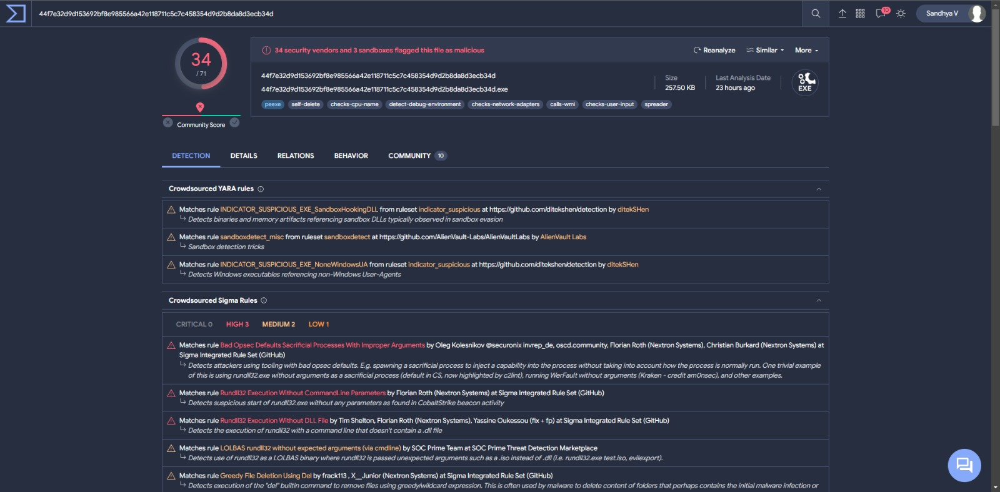 44f7e32d9d153692bf8e985566a42e118711c5c7c458354d9d2b8da8d3ecb34d
10
Sandhya V
34
/ 71
Community Score
34 security vendors and 3 sandboxes flagged this file as malicious
Reanalyze
Similar
More
44f7e32d9d153692bf8e985566a42e118711c5c7c458354d9d2b8da8d3ecb34d
44f7e32d9d153692bf8e985566a42e118711c5c7c458354d9d2b8da8d3ecb34d.exe
Size
257.50 KB
Last Analysis Date
23 hours ago
EXE
peexe self-delete checks-cpu-name detect-debug-environment checks-network-adapters calls-wmi checks-user-input spreader
DETECTION DETAILS RELATIONS BEHAVIOR COMMUNITY 10
Crowdsourced YARA rules
Matches rule INDICATOR_SUSPICIOUS_EXE_SandboxHookingDLL from ruleset indicator_suspicious at https://github.com/ditekshen/detection by ditekSHen
Detects binaries and memory artifacts referencing sandbox DLLs typically observed in sandbox evasion
Matches rule sandboxdetect_misc from ruleset sandboxdetect at https://github.com/AlienVault-Labs/AlienVaultLabs by AlienVault Labs
Sandbox detection tricks
Matches rule INDICATOR_SUSPICIOUS_EXE_NoneWindowsUA from ruleset indicator_suspicious at https://github.com/ditekshen/detection by ditekSHen
Detects Windows executables referencing non-Windows User-Agents
Crowdsourced Sigma Rules
CRITICAL 0 HIGH 3 MEDIUM 2 LOW 1
Matches rule Bad Opsec Defaults Sacrificial Processes With Improper Arguments by Oleg Kolesnikov @securonix invrep_de, oscd.community, Florian Roth (Nextron Systems), Christian Burkard (Nextron Systems) at
Sigma Integrated Rule Set (GitHub)
Detects attackers using tooling with bad opsec defaults. E.g. spawning a sacrificial process to inject a capability into the process without taking into account how the process is normally run. One trivial example
of this is using rundll32.exe without arguments as a sacrificial process (default in CS, now highlighted by c2lint), running WerFault without arguments (Kraken - credit am0nsec), and other examples.
Matches rule Rundll32 Execution Without CommandLine Parameters by Florian Roth (Nextron Systems) at Sigma Integrated Rule Set (GitHub)
Detects suspicious start of rundll32.exe without any parameters as found in CobaltStrike beacon activity
Matches rule Rundll32 Execution Without DLL File by Tim Shelton, Florian Roth (Nextron Systems), Yassine Oukessou (fix + fp) at Sigma Integrated Rule Set (GitHub)
Detects the execution of rundll32 with a command line that doesn't contain a .dll file
Matches rule LOLBAS rundll32 without expected arguments (via cmdline) by SOC Prime Team at SOC Prime Threat Detection Marketplace
Detects use of rundll32 as a LOLBAS binary where rundll32 is passed unexpected arguments such as a .iso instead of .dll (i.e. rundll32.exe test.iso, evilexport).
Matches rule Greedy File Deletion Using Del by frack113 , X__Junior (Nextron Systems) at Sigma Integrated Rule Set (GitHub)
Detects execution of the "del" builtin command to remove files using greedy/wildcard expression. This is often used by malware to delete content of folders that perhaps contains the initial malware infection or